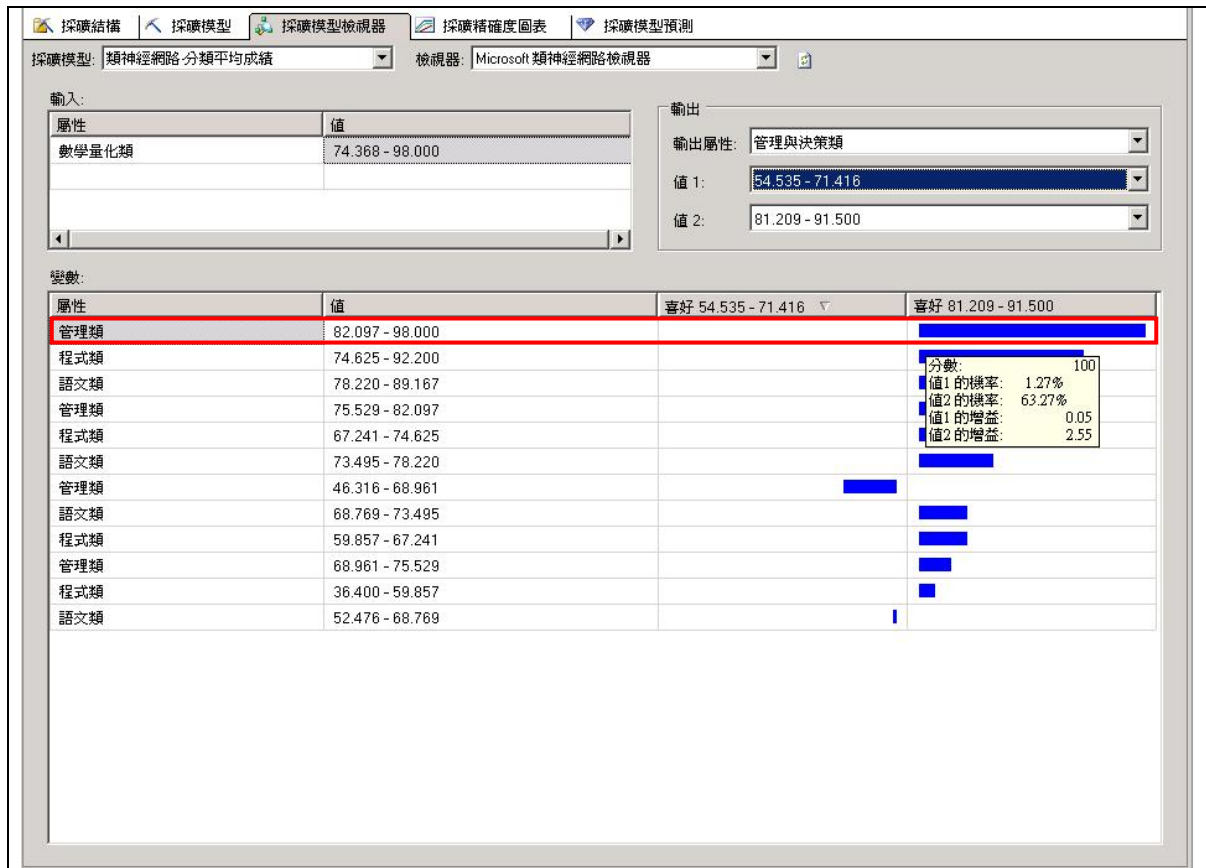 採礦結構 採礦模型 採礦模型檢視器 採礦精確度圖表 採礦模型預測
採礦模型: 類神經網路-分類平均成績 檢視器: Microsoft 類神經網路檢視器
輸入:
屬性 值
數學量化類 74.368 - 98.000
輸出
輸出屬性: 管理與決策類
值 1: 54.535 - 71.416
值 2: 81.209 - 91.500
變數:
屬性 值 喜好 54.535 - 71.416 喜好 81.209 - 91.500
管理類 82.097 - 98.000
程式類 74.625 - 92.200
語文類 78.220 - 89.167
管理類 75.529 - 82.097
程式類 67.241 - 74.625
語文類 73.495 - 78.220
管理類 46.316 - 68.961
語文類 68.769 - 73.495
程式類 59.857 - 67.241
管理類 68.961 - 75.529
程式類 36.400 - 59.857
語文類 52.476 - 68.769
分數: 100
值1 的機率: 1.27%
值2 的機率: 63.27%
值1 的增益: 0.05
值2 的增益: 2.55